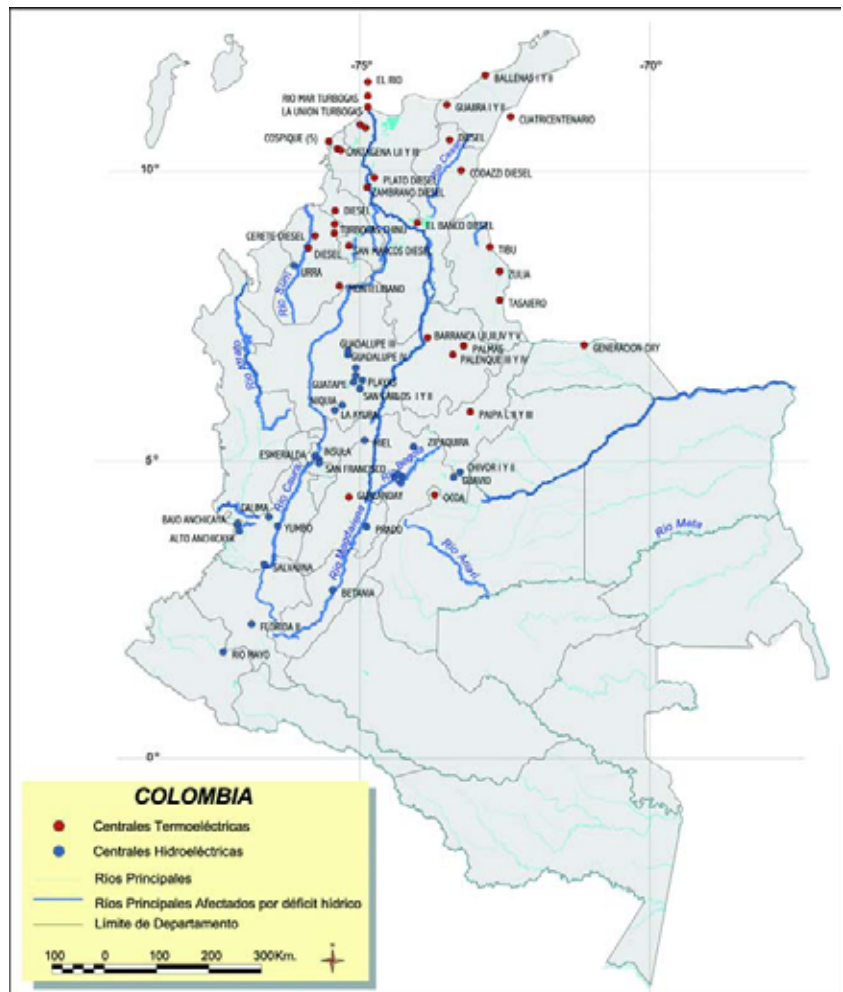 -75°
-70°
EL RIO
BALLENAS I Y II
RIO MAR TURBOGAS
LA UNION TURBOGAS
GUAJIRA I Y II
CUATRICENTENARIO
COSPIQUE (5)
DIESEL
CARTAGENA I,II Y III
Río Cesar
10°
CODAZZI DIESEL
PLATO DIESEL
ZAMBRANO DIESEL
DIESEL
EL BANCO DIESEL
TURBOGAS CHINU
CERETE DIESEL
DIESEL
SAN MARCOS DIESEL
TIBU
URRA
ZULIA
Río Sinú
MONTELIBANO
TASAJERO
BARRANCA I,II,III,IV Y V
GUADALUPE III
PALMAS
GENERACION OXY
GUADALUPE IV
PALENQUE III Y IV
Río Atrato
GUATAPE
PLAYAS
SAN CARLOS I Y II
NIQUIA
LA AYURA
PAIPA I, II Y III
MIEL
ZIPAQUIRA
ESMERALDA
INSULA
5°
SAN FRANCISCO
CHIVOR I Y II
GUAVIO
Río Cauca
GUALANDAY
OCOA
CALIMA
BAJO ANCHICAYA
YUMBO
ALTO ANCHICAYA
PRADO
Río Meta
Río Magdalena
Río Ariari
SALVAJINA
BETANIA
FLORIDA II
RIO MAYO
0°
COLOMBIA
Centrales Termoeléctricas
Centrales Hidroeléctricas
Ríos Principales
Ríos Principales Afectados por déficit hídrico
Límite de Departamento
100 0 100 200 300Km.